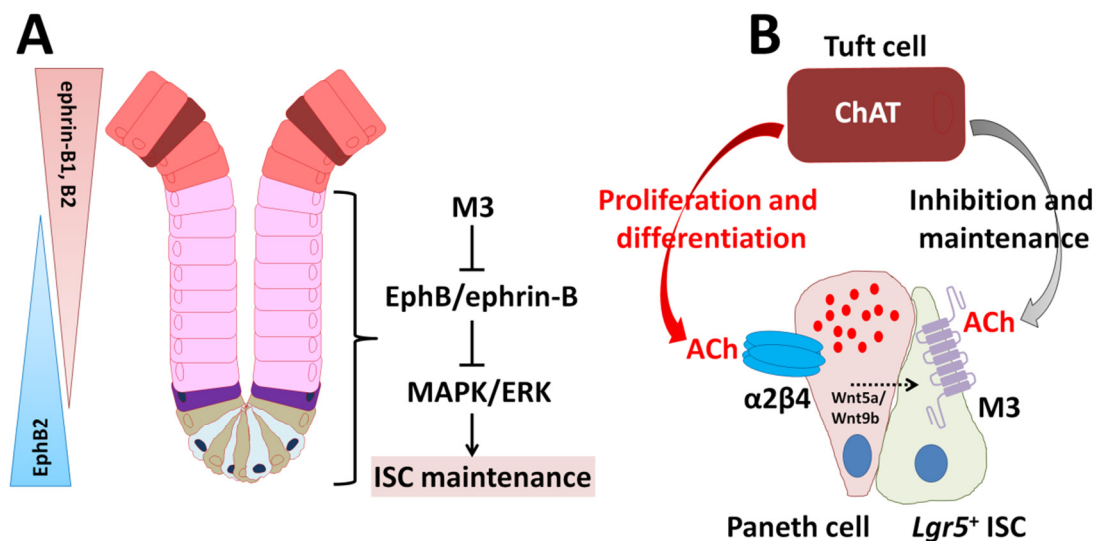 A
ephrin-B1, B2
EphB2
M3
EphB/ephrin-B
MAPK/ERK
ISC maintenance
B
Tuft cell
ChAT
Proliferation and
differentiation
Inhibition and
maintenance
ACh
ACh
α2β4
Wnt5a/
Wnt9b
M3
Paneth cell
Lgr5⁺ ISC